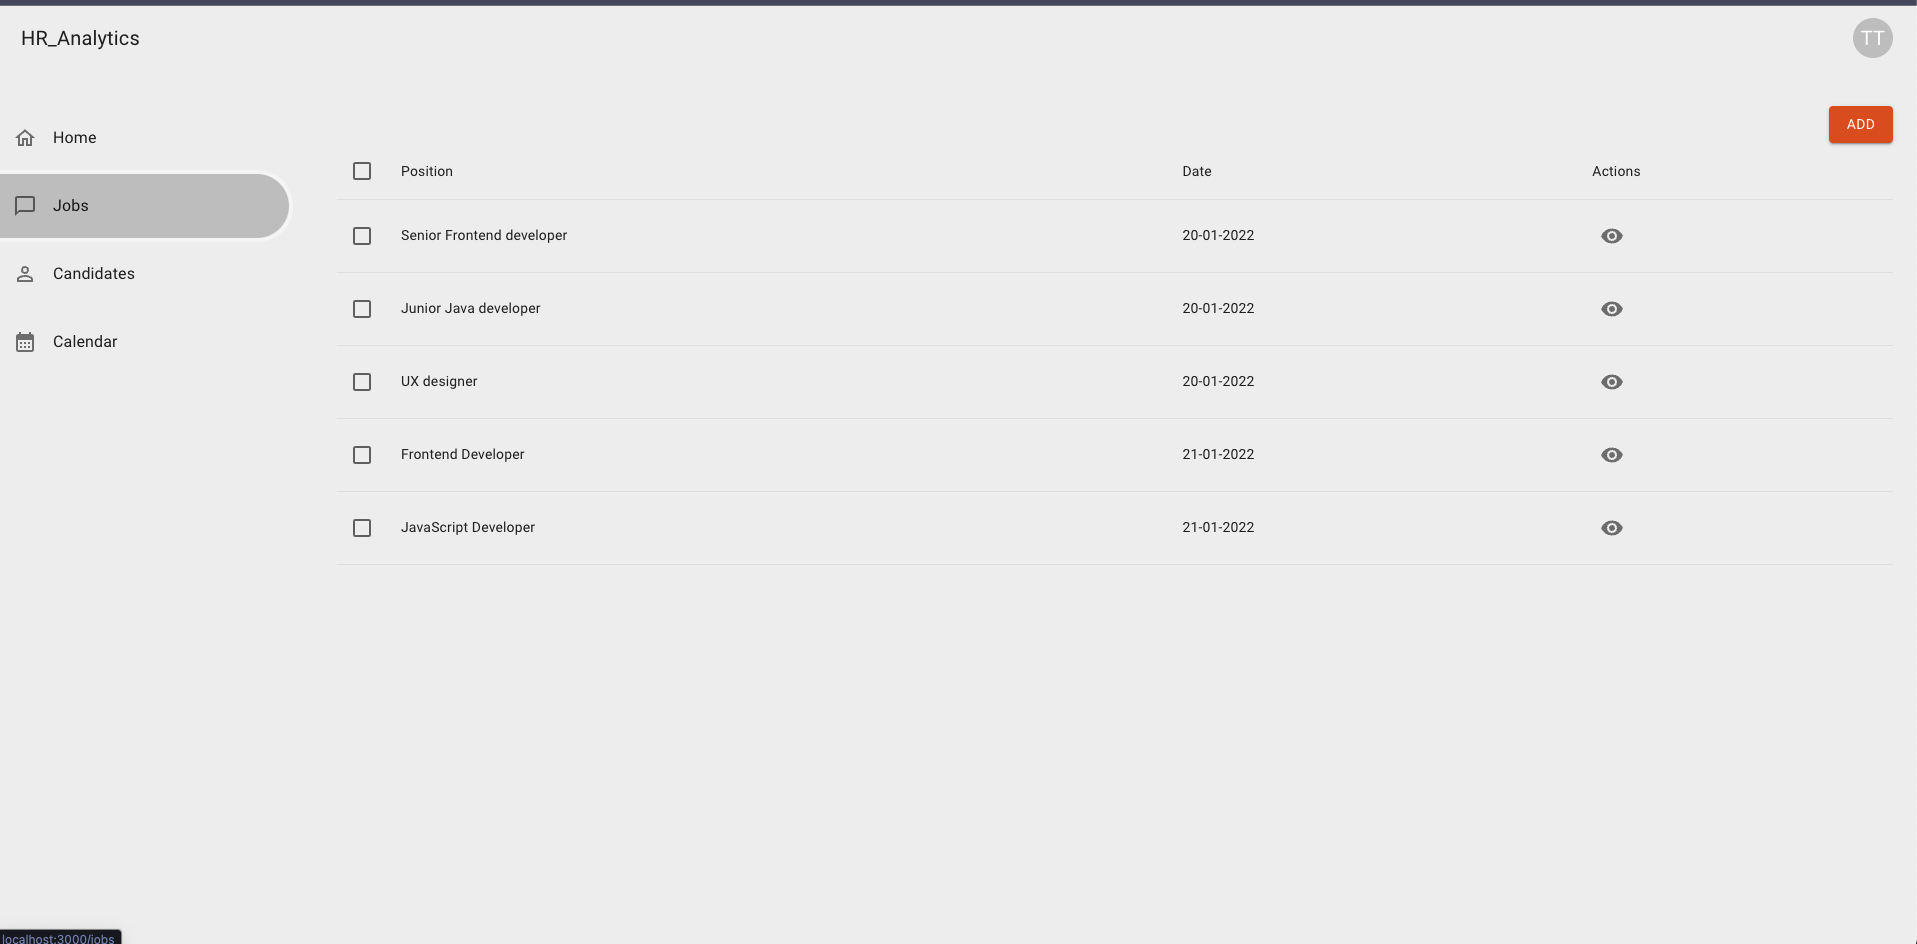 HR_Analytics
TT
ADD
Home
Jobs
Candidates
Calendar
Position Date Actions
Senior Frontend developer 20-01-2022
Junior Java developer 20-01-2022
UX designer 20-01-2022
Frontend Developer 21-01-2022
JavaScript Developer 21-01-2022
localhost:3000/jobs